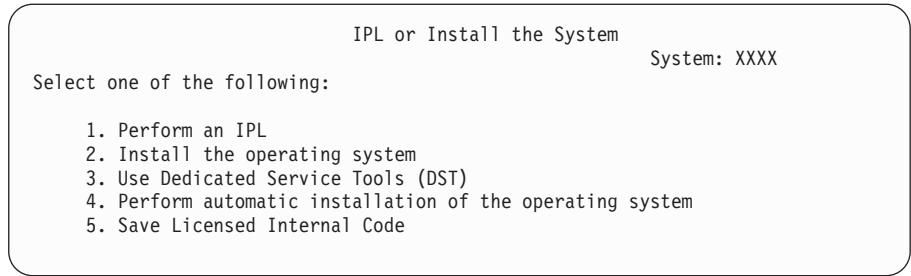 IPL or Install the System
System: XXXX
Select one of the following:
1. Perform an IPL
2. Install the operating system
3. Use Dedicated Service Tools (DST)
4. Perform automatic installation of the operating system
5. Save Licensed Internal Code